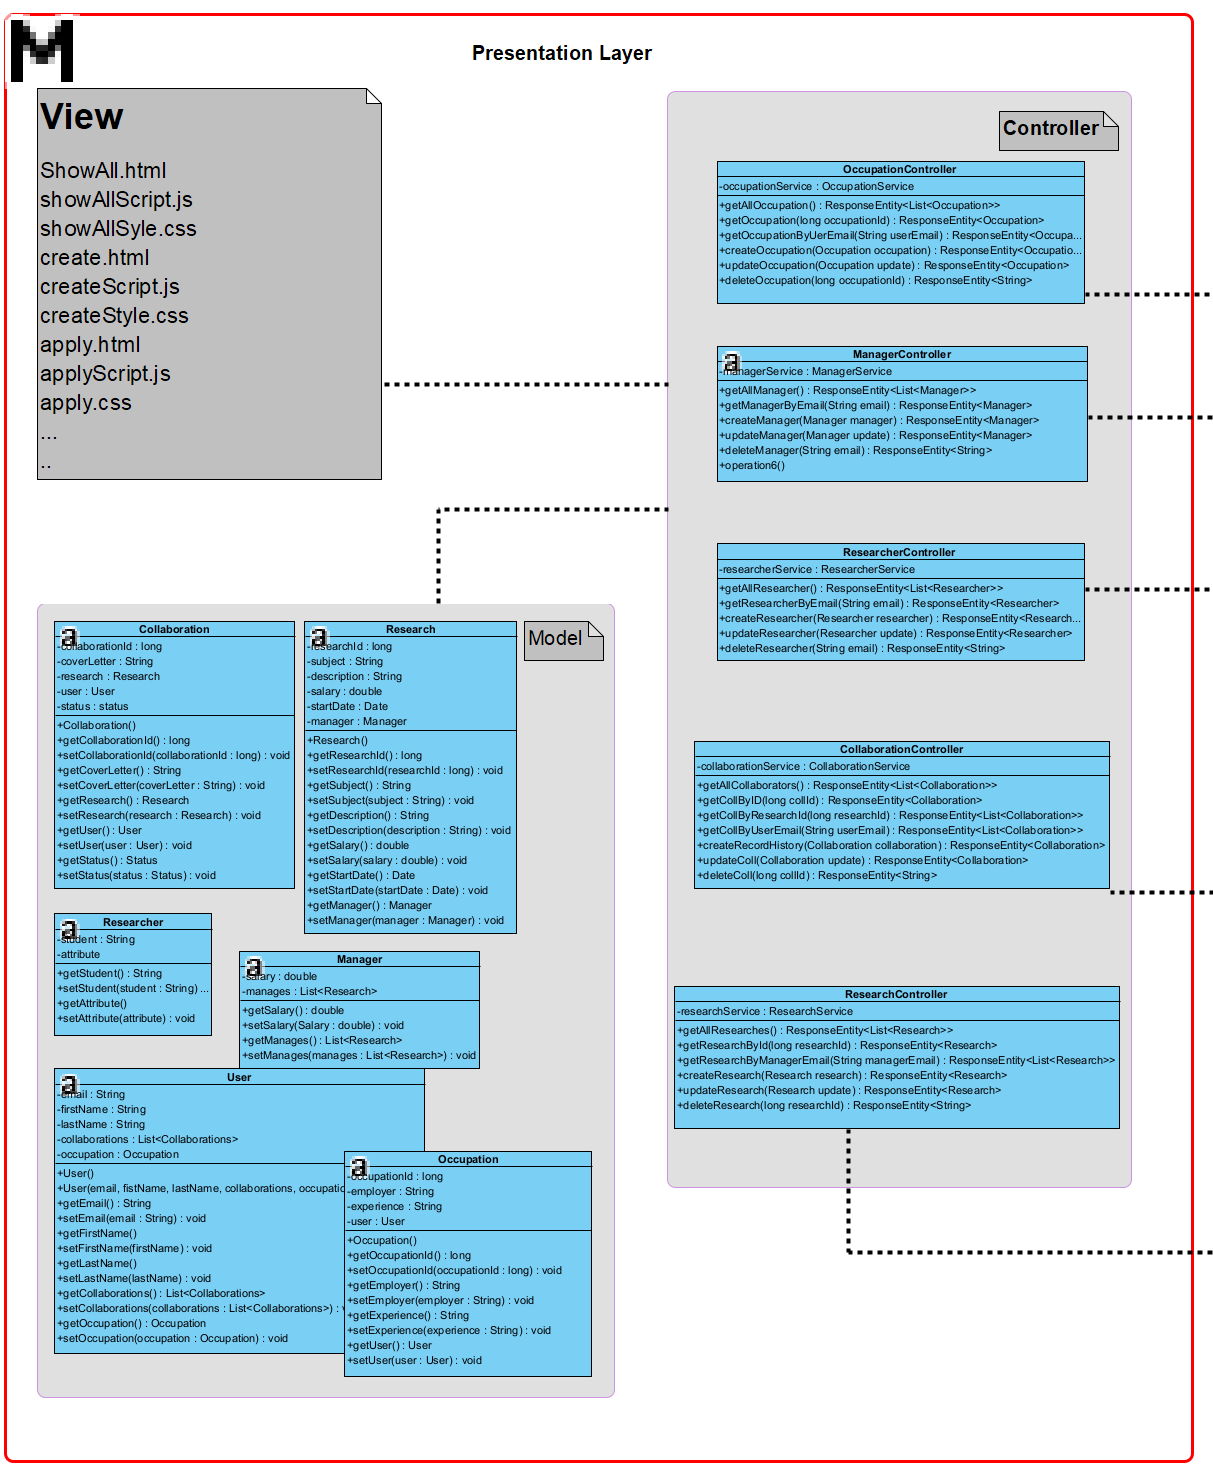 M
Presentation Layer
View
ShowAll.html
showAllScript.js
showAllSyle.css
create.html
createScript.js
createStyle.css
apply.html
applyScript.js
apply.css
...
..
Controller
OccupationController
-occupationService : OccupationService
+getAllOccupation() : ResponseEntity<List<Occupation>>
+getOccupation(long occupationId) : ResponseEntity<Occupation>
+getOccupationByUerEmail(String userEmail) : ResponseEntity<Occupa...
+createOccupation(Occupation occupation) : ResponseEntity<Occupatio...
+updateOccupation(Occupation update) : ResponseEntity<Occupation>
+deleteOccupation(long occupationId) : ResponseEntity<String>
a
ManagerController
-managerService : ManagerService
+getAllManager() : ResponseEntity<List<Manager>>
+getManagerByEmail(String email) : ResponseEntity<Manager>
+createManager(Manager manager) : ResponseEntity<Manager>
+updateManager(Manager update) : ResponseEntity<Manager>
+deleteManager(String email) : ResponseEntity<String>
+operation6()
ResearcherController
-researcherService : ResearcherService
+getAllResearcher() : ResponseEntity<List<Researcher>>
+getResearcherByEmail(String email) : ResponseEntity<Researcher>
+createResearcher(Researcher researcher) : ResponseEntity<Research...
+updateResearcher(Researcher update) : ResponseEntity<Researcher>
+deleteResearcher(String email) : ResponseEntity<String>
CollaborationController
-collaborationService : CollaborationService
+getAllCollaborators() : ResponseEntity<List<Collaboration>>
+getCollByID(long collId) : ResponseEntity<Collaboration>
+getCollByResearchId(long researchId) : ResponseEntity<List<Collaboration>>
+getCollByUserEmail(String userEmail) : ResponseEntity<List<Collaboration>>
+createRecordHistory(Collaboration collaboration) : ResponseEntity<Collaboration>
+updateColl(Collaboration update) : ResponseEntity<Collaboration>
+deleteColl(long collId) : ResponseEntity<String>
ResearchController
-researchService : ResearchService
+getAllResearches() : ResponseEntity<List<Research>>
+getResearchById(long researchId) : ResponseEntity<Research>
+getResearchByManagerEmail(String managerEmail) : ResponseEntity<List<Research>>
+createResearch(Research research) : ResponseEntity<Research>
+updateResearch(Research update) : ResponseEntity<Research>
+deleteResearch(long researchId) : ResponseEntity<String>
Model
a
Collaboration
-collaborationId : long
-coverLetter : String
-research : Research
-user : User
-status : status
+Collaboration()
+getCollaborationId() : long
+setCollaborationId(collaborationId : long) : void
+getCoverLetter() : String
+setCoverLetter(coverLetter : String) : void
+getResearch() : Research
+setResearch(research : Research) : void
+getUser() : User
+setUser(user : User) : void
+getStatus() : Status
+setStatus(status : Status) : void
a
Research
-researchId : long
-subject : String
-description : String
-salary : double
-startDate : Date
-manager : Manager
+Research()
+getResearchId() : long
+setResearchId(researchId : long) : void
+getSubject() : String
+setSubject(subject : String) : void
+getDescription() : String
+setDescription(description : String) : void
+getSalary() : double
+setSalary(salary : double) : void
+getStartDate() : Date
+setStartDate(startDate : Date) : void
+getManager() : Manager
+setManager(manager : Manager) : void
a
Researcher
-student : String
-attribute
+getStudent() : String
+setStudent(student : String) ...
+getAttribute()
+setAttribute(attribute) : void
a
Manager
-salary : double
-manages : List<Research>
+getSalary() : double
+setSalary(Salary : double) : void
+getManages() : List<Research>
+setManages(manages : List<Research>) : void
a
User
-email : String
-firstName : String
-lastName : String
-collaborations : List<Collaborations>
-occupation : Occupation
+User()
+User(email, fistName, lastName, collaborations, occupatio
+getEmail() : String
+setEmail(email : String) : void
+getFirstName()
+setFirstName(firstName) : void
+getLastName()
+setLastName(lastName) : void
+getCollaborations() : List<Collaborations>
+setCollaborations(collaborations : List<Collaborations>) : v
+getOccupation() : Occupation
+setOccupation(occupation : Occupation) : void
a
Occupation
-occupationId : long
-employer : String
-experience : String
-user : User
+Occupation()
+getOccupationId() : long
+setOccupationId(occupationId : long) : void
+getEmployer() : String
+setEmployer(employer : String) : void
+getExperience() : String
+setExperience(experience : String) : void
+getUser() : User
+setUser(user : User) : void